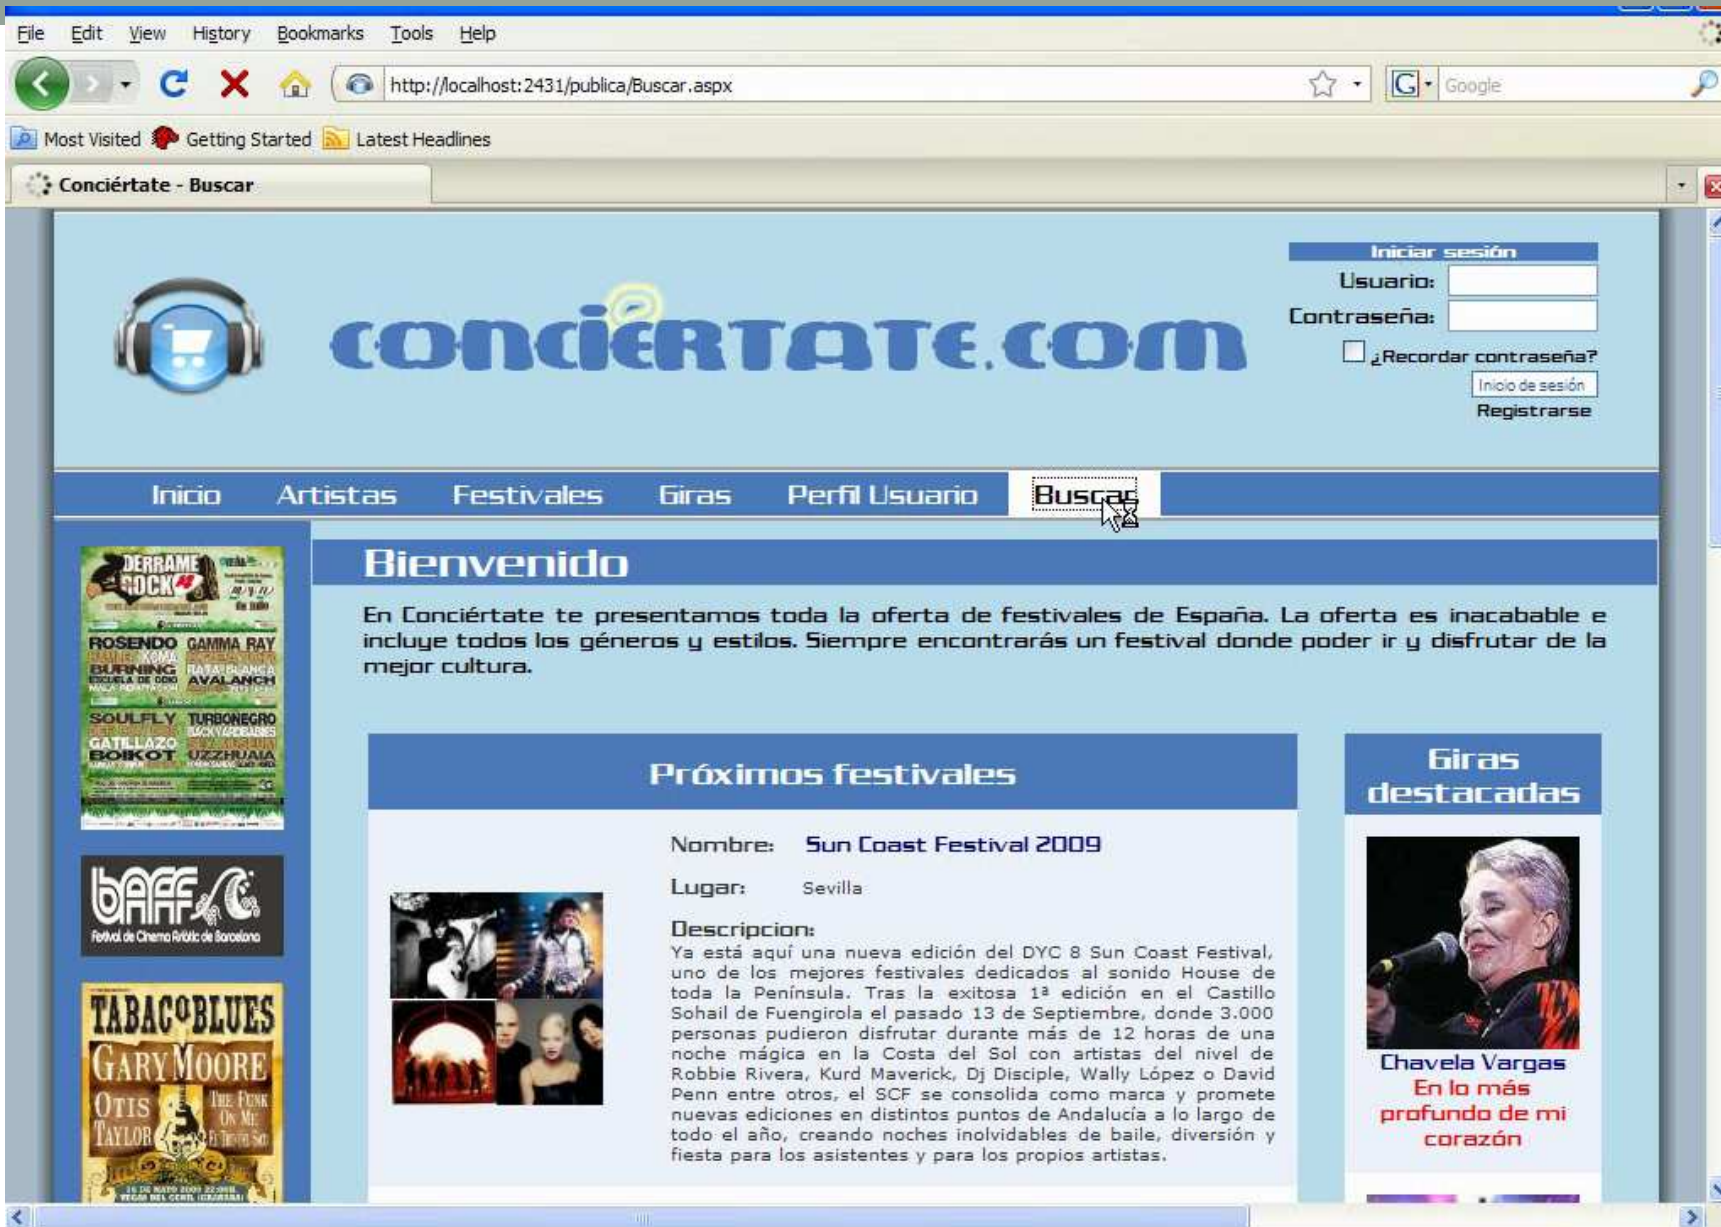 File Edit View History Bookmarks Tools Help
http://localhost:2431/publica/Buscar.aspx
Google
Most Visited Getting Started Latest Headlines
Conciértate - Buscar
conciértate.com
Iniciar sesión
Usuario:
Contraseña:
¿Recordar contraseña?
Inicio de sesión
Registrarse
Inicio Artistas Festivales Giras Perfil Usuario Buscar
DERRAME
ROCK
ROSENDO GAMMA RAY
BURNING RATA BLANCA
ESCUELA DE ODIO AVALANCH
SOULFLY TURBONEGRO
BACKYARD BABIES
GATILLAZO
BOIKOT UZZHUAIA
BAFF
Festival de Cinema Asiàtic de Barcelona
TABACOBLUES
GARY MOORE
OTIS
TAYLOR
THE FUNK
ON ME
Bienvenido
En Conciértate te presentamos toda la oferta de festivales de España. La oferta es inacabable e
incluye todos los géneros y estilos. Siempre encontrarás un festival donde poder ir y disfrutar de la
mejor cultura.
Próximos festivales
Nombre: Sun Coast Festival 2009
Lugar: Sevilla
Descripcion:
Ya está aquí una nueva edición del DYC 8 Sun Coast Festival,
uno de los mejores festivales dedicados al sonido House de
toda la Península. Tras la exitosa 1ª edición en el Castillo
Sohail de Fuengirola el pasado 13 de Septiembre, donde 3.000
personas pudieron disfrutar durante más de 12 horas de una
noche mágica en la Costa del Sol con artistas del nivel de
Robbie Rivera, Kurd Maverick, Dj Disciple, Wally López o David
Penn entre otros, el SCF se consolida como marca y promete
nuevas ediciones en distintos puntos de Andalucía a lo largo de
todo el año, creando noches inolvidables de baile, diversión y
fiesta para los asistentes y para los propios artistas.
Giras
destacadas
Chavela Vargas
En lo más
profundo de mi
corazón